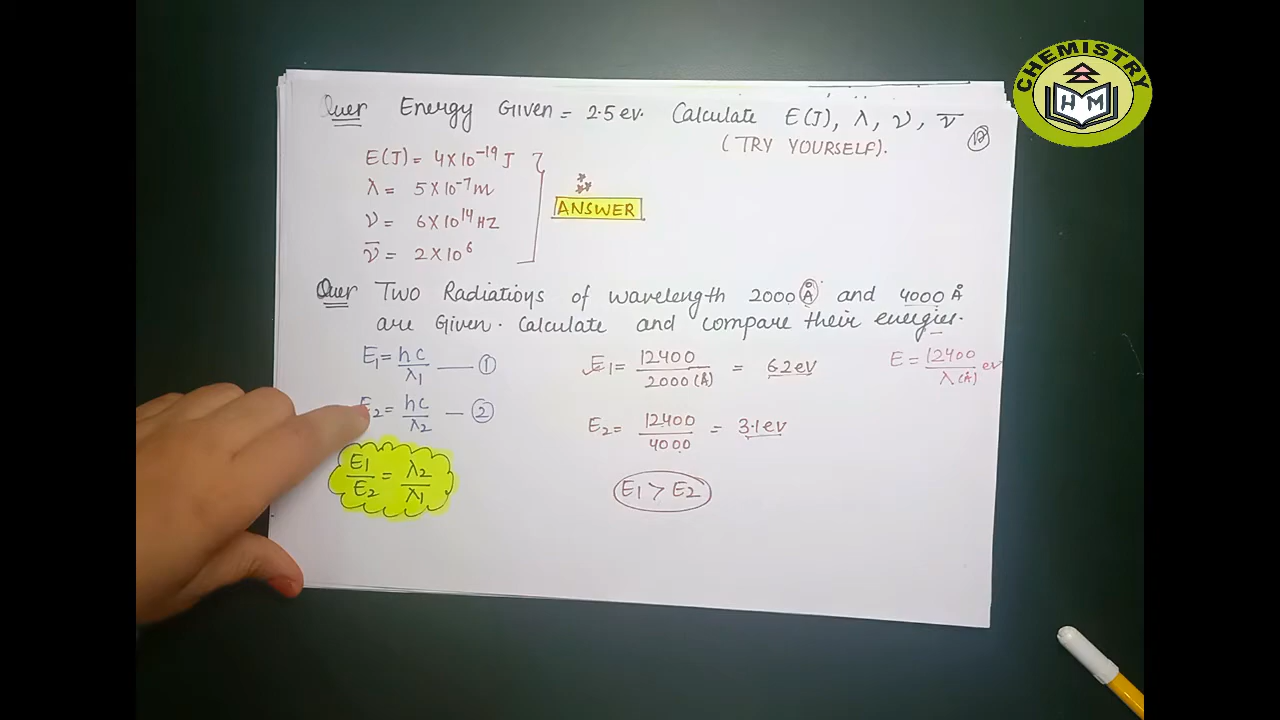 CHEMISTRY
HM
Ques Energy Given = 2.5 ev. Calculate E(J), λ, ν, ν̅
(TRY YOURSELF).
12
E(J) = 4×10⁻¹⁹ J
λ = 5×10⁻⁷ m
ν = 6×10¹⁴ HZ
ν̅ = 2×10⁶
ANSWER
Ques Two Radiations of wavelength 2000 Å and 4000 Å
are Given. Calculate and compare their energies.
E₁ = hc/λ₁ —— ①
E₂ = hc/λ₂ — ②
E₁/E₂ = λ₂/λ₁
E₁ = 12400/2000 (Å) = 6.2 ev
E₂ = 12400/4000 = 3.1 ev
E₁ > E₂
E = 12400/λ(Å) ev